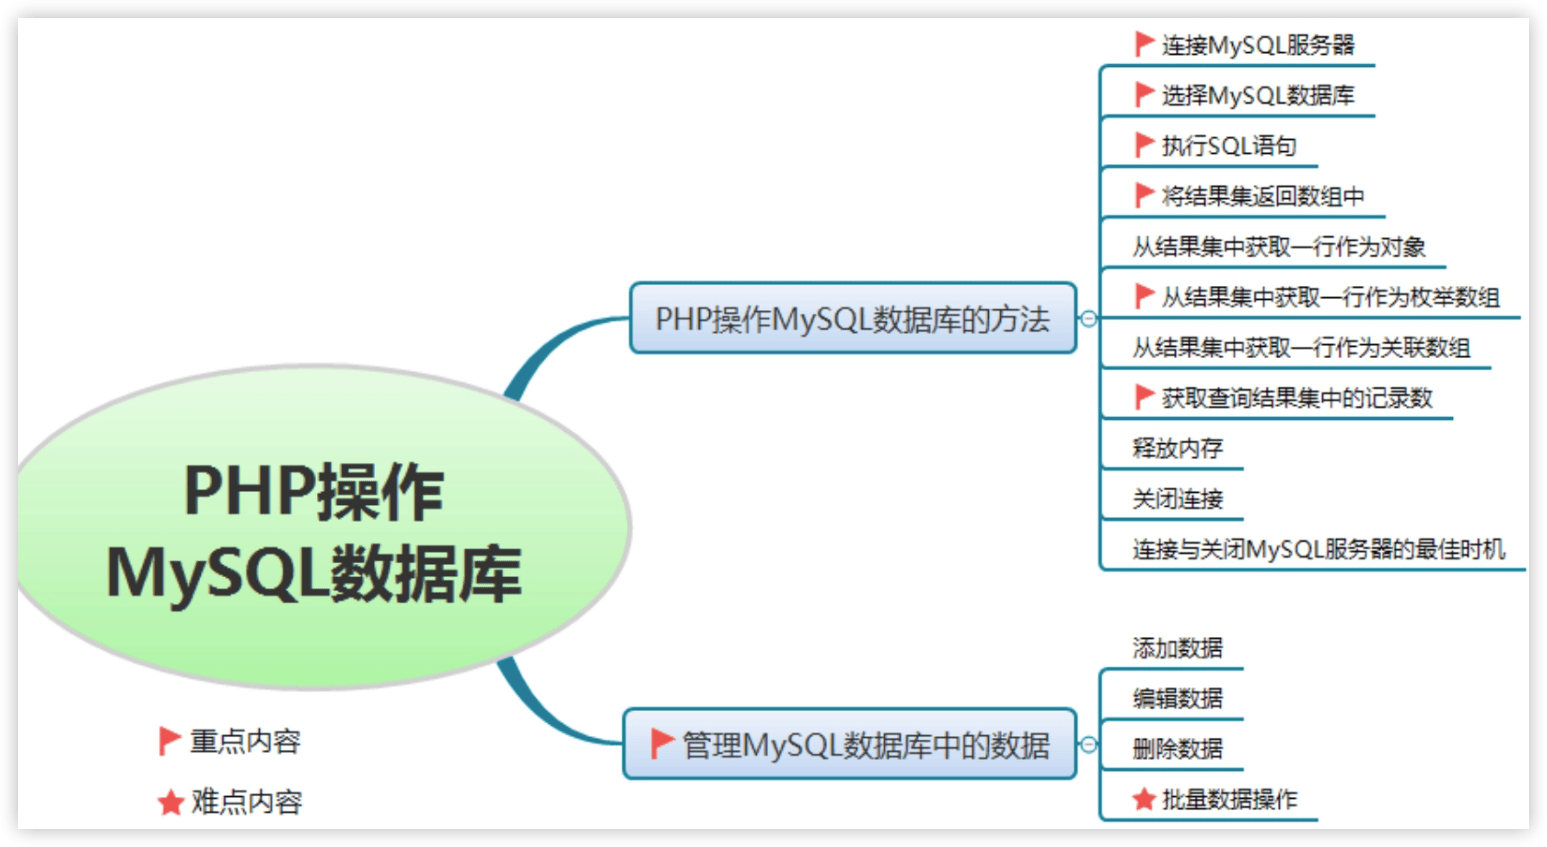 连接MySQL服务器
选择MySQL数据库
执行SQL语句
将结果集返回数组中
从结果集中获取一行作为对象
PHP操作MySQL数据库的方法
从结果集中获取一行作为枚举数组
从结果集中获取一行作为关联数组
获取查询结果集中的记录数
释放内存
关闭连接
连接与关闭MySQL服务器的最佳时机
PHP操作
MySQL数据库
添加数据
编辑数据
管理MySQL数据库中的数据
删除数据
批量数据操作
重点内容
难点内容